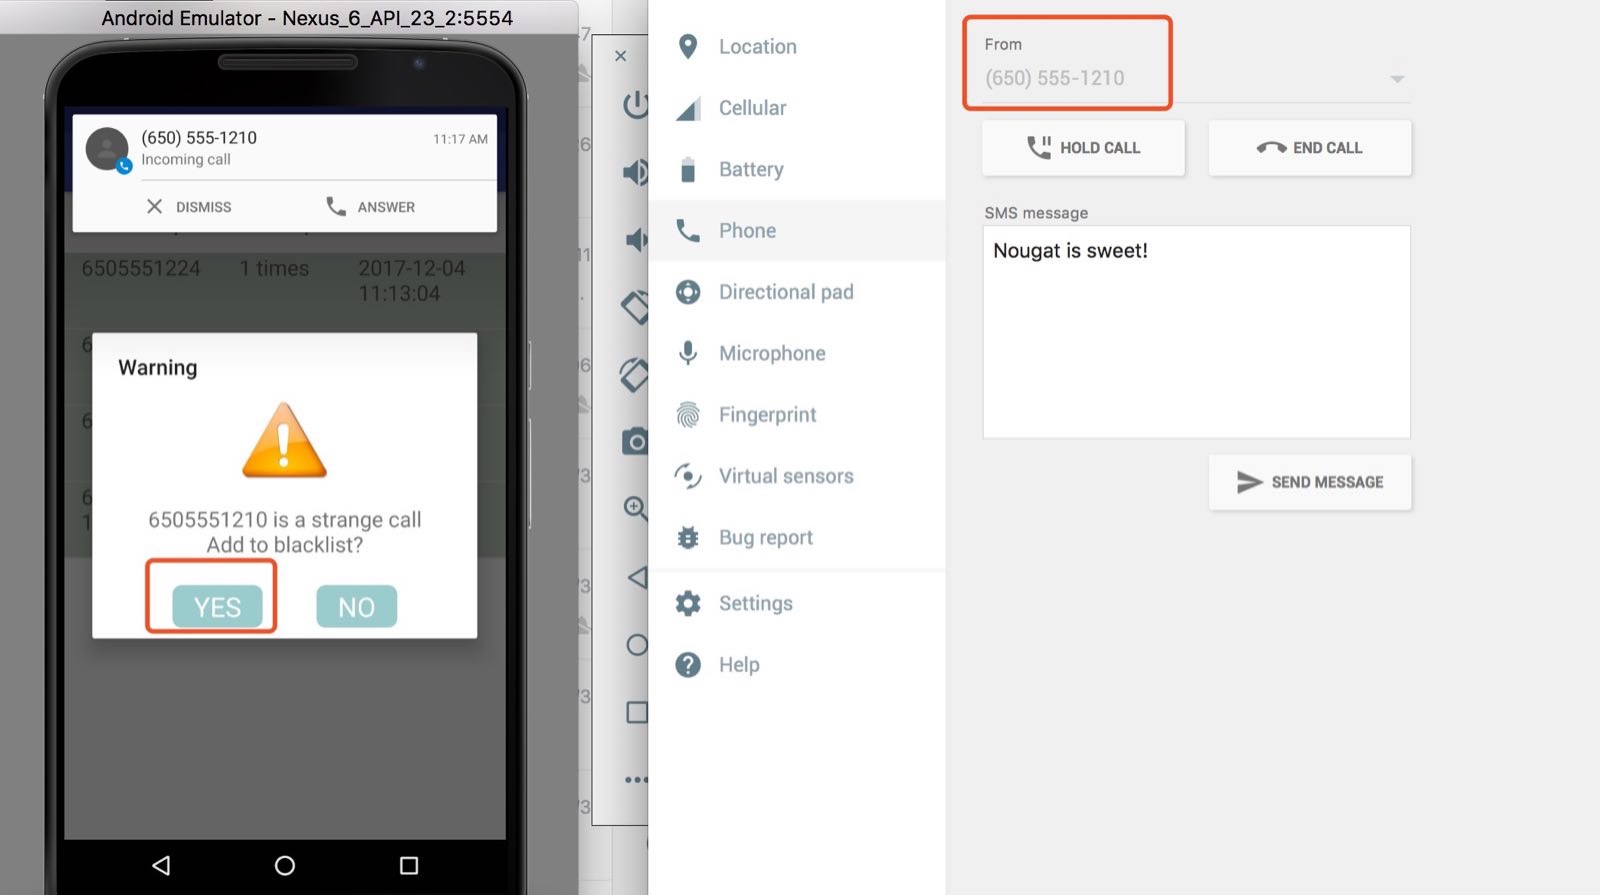 Android Emulator - Nexus_6_API_23_2:5554
(650) 555-1210
11:17 AM
Incoming call
DISMISS
ANSWER
6505551224 1 times 2017-12-04
11:13:04
Warning
6505551210 is a strange call
Add to blacklist?
YES
NO
Location
Cellular
Battery
Phone
Directional pad
Microphone
Fingerprint
Virtual sensors
Bug report
Settings
Help
From
(650) 555-1210
HOLD CALL
END CALL
SMS message
Nougat is sweet!
SEND MESSAGE